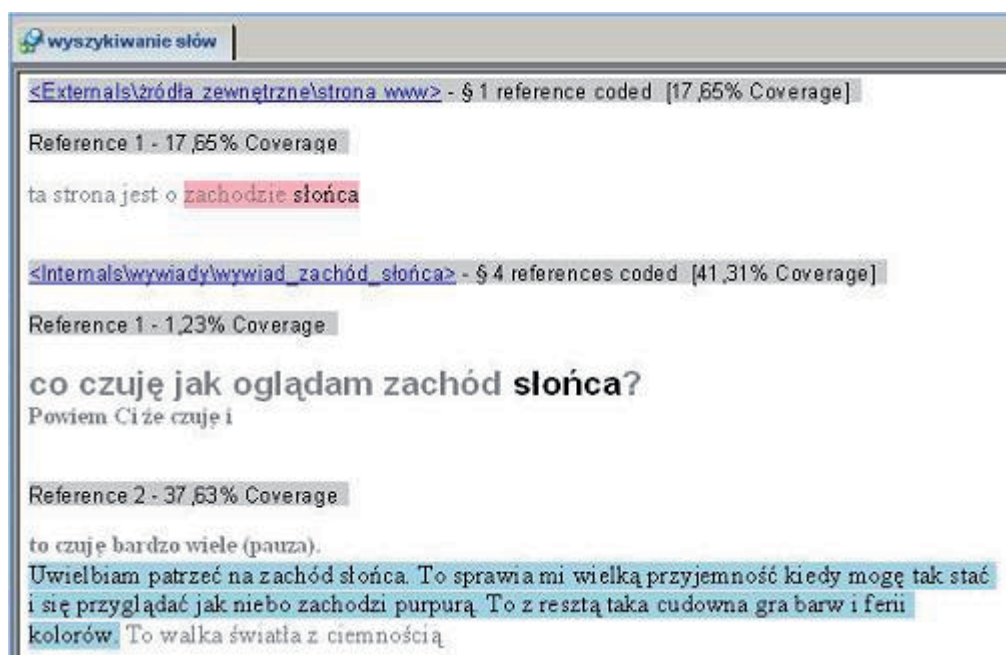 wyszykiwanie słów
<Externals\źródła zewnętrzne\strona www> - § 1 reference coded [17,65% Coverage]
Reference 1 - 17,65% Coverage
ta strona jest o zachodzie słońca
<Internals\wywiady\wywiad_zachód_słońca> - § 4 references coded [41,31% Coverage]
Reference 1 - 1,23% Coverage
co czuję jak oglądam zachód słońca?
Powiem Ci że czuję i
Reference 2 - 37,63% Coverage
to czuję bardzo wiele (pauza).
Uwielbiam patrzeć na zachód słońca. To sprawia mi wielką przyjemność kiedy mogę tak stać
i się przyglądać jak niebo zachodzi purpurą. To z resztą taka cudowna gra barw i ferii
kolorów. To walka światła z ciemnością